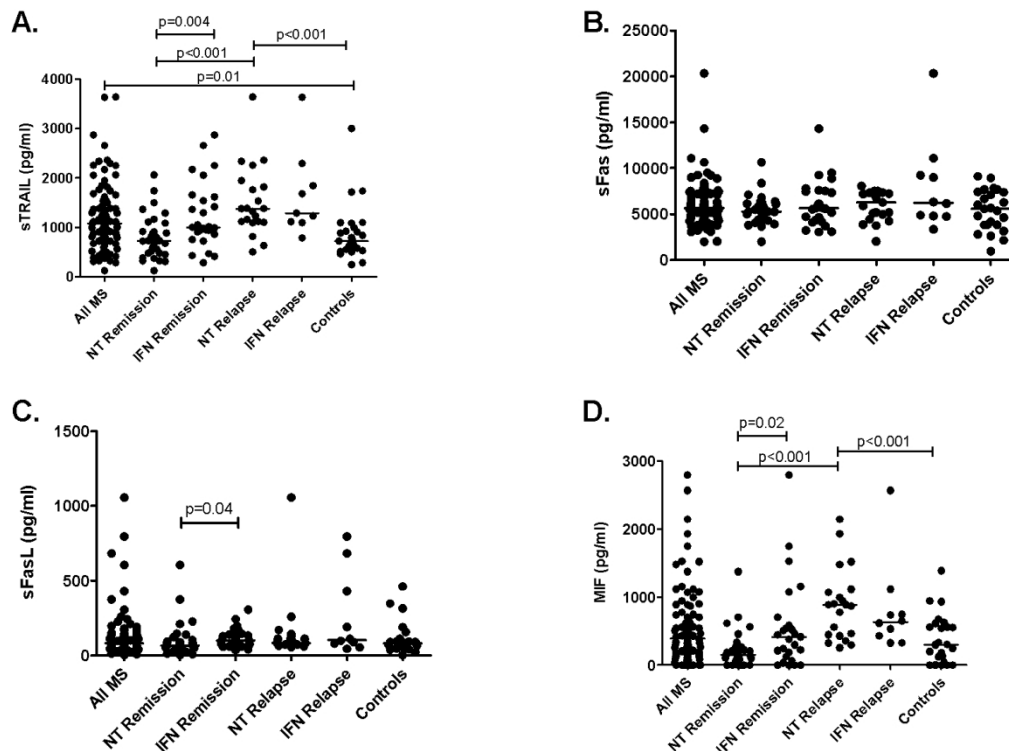 A.
p=0.004
p<0.001
p<0.001
p=0.01
4000
3000
2000
1000
0
sTRAIL (pg/ml)
All MS
NT Remission
IFN Remission
NT Relapse
IFN Relapse
Controls
B.
25000
20000
15000
10000
5000
0
sFas (pg/ml)
All MS
NT Remission
IFN Remission
NT Relapse
IFN Relapse
Controls
C.
1500
1000
500
0
sFasL (pg/ml)
p=0.04
All MS
NT Remission
IFN Remission
NT Relapse
IFN Relapse
Controls
D.
p=0.02
p<0.001
p<0.001
3000
2000
1000
0
MIF (pg/ml)
All MS
NT Remission
IFN Remission
NT Relapse
IFN Relapse
Controls